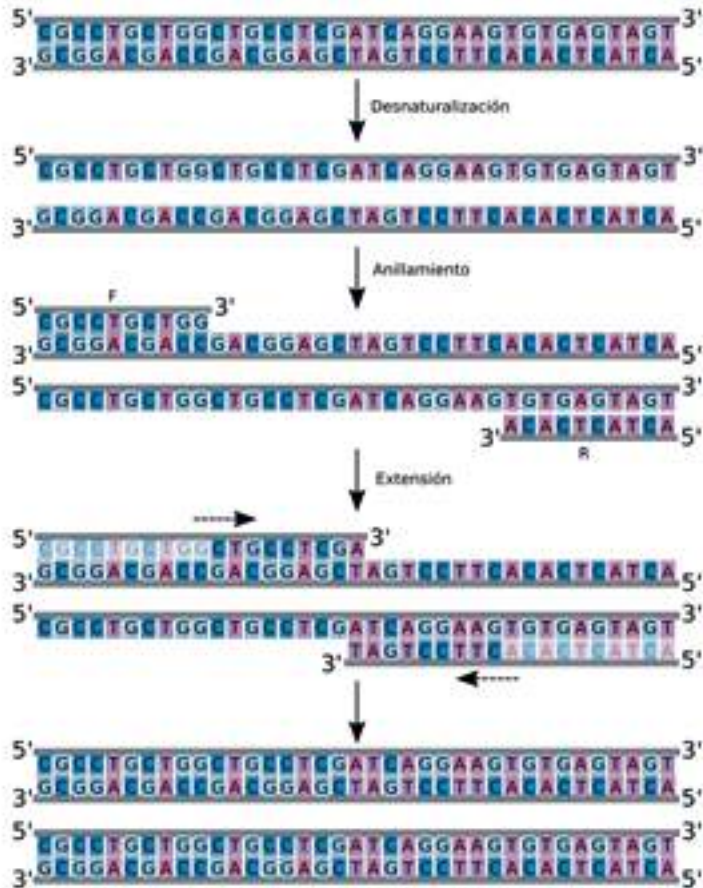 5' CGCCTGCTGGCTGCCTCGATCAGGAAGTGTGAGTAGT 3'
3' GCGGACGACCGACGGAGCTAGTCCTTCACACTCATCA 5'
Desnaturalización
5' CGCCTGCTGGCTGCCTCGATCAGGAAGTGTGAGTAGT 3'
3' GCGGACGACCGACGGAGCTAGTCCTTCACACTCATCA 5'
Anillamiento
F
5' CGCCTGCTGG 3'
3' GCGGACGACCGACGGAGCTAGTCCTTCACACTCATCA 5'
5' CGCCTGCTGGCTGCCTCGATCAGGAAGTGTGAGTAGT 3'
3' ACACTCATCA 5'
R
Extensión
5' CGCCTGCTGGCTGCCTCGA 3'
3' GCGGACGACCGACGGAGCTAGTCCTTCACACTCATCA 5'
5' CGCCTGCTGGCTGCCTCGATCAGGAAGTGTGAGTAGT 3'
3' TAGTCCTTCACACTCATCA 5'
5' CGCCTGCTGGCTGCCTCGATCAGGAAGTGTGAGTAGT 3'
3' GCGGACGACCGACGGAGCTAGTCCTTCACACTCATCA 5'
5' CGCCTGCTGGCTGCCTCGATCAGGAAGTGTGAGTAGT 3'
3' GCGGACGACCGACGGAGCTAGTCCTTCACACTCATCA 5'